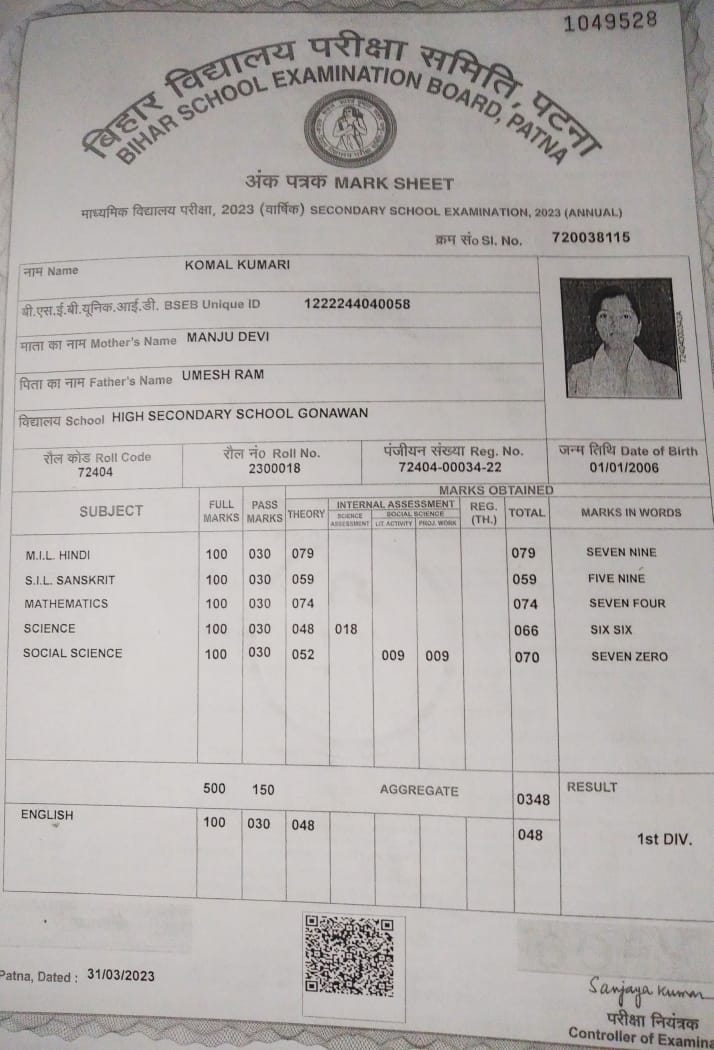 1049528
बिहार विद्यालय परीक्षा समिति, पटना
BIHAR SCHOOL EXAMINATION BOARD, PATNA
अंक पत्रक MARK SHEET
माध्यमिक विद्यालय परीक्षा, 2023 (वार्षिक) SECONDARY SCHOOL EXAMINATION, 2023 (ANNUAL)
क्रम सं० Sl. No. 720038115
नाम Name KOMAL KUMARI
बी.एस.ई.बी.यूनिक.आई.डी. BSEB Unique ID 1222244040058
माता का नाम Mother's Name MANJU DEVI
पिता का नाम Father's Name UMESH RAM
विद्यालय School HIGH SECONDARY SCHOOL GONAWAN
रौल कोड Roll Code रौल नं० Roll No. पंजीयन संख्या Reg. No. जन्म तिथि Date of Birth
72404 2300018 72404-00034-22 01/01/2006
MARKS OBTAINED
SUBJECT FULL MARKS PASS MARKS THEORY INTERNAL ASSESSMENT REG. (TH.) TOTAL MARKS IN WORDS
SCIENCE ASSESSMENT SOCIAL SCIENCE
LIT. ACTIVITY PROJ. WORK
M.I.L. HINDI 100 030 079 079 SEVEN NINE
S.I.L. SANSKRIT 100 030 059 059 FIVE NINE
MATHEMATICS 100 030 074 074 SEVEN FOUR
SCIENCE 100 030 048 018 066 SIX SIX
SOCIAL SCIENCE 100 030 052 009 009 070 SEVEN ZERO
500 150 AGGREGATE 0348 RESULT
ENGLISH 100 030 048 048 1st DIV.
Patna, Dated : 31/03/2023
Sanjaya Kumar
परीक्षा नियंत्रक
Controller of Examina